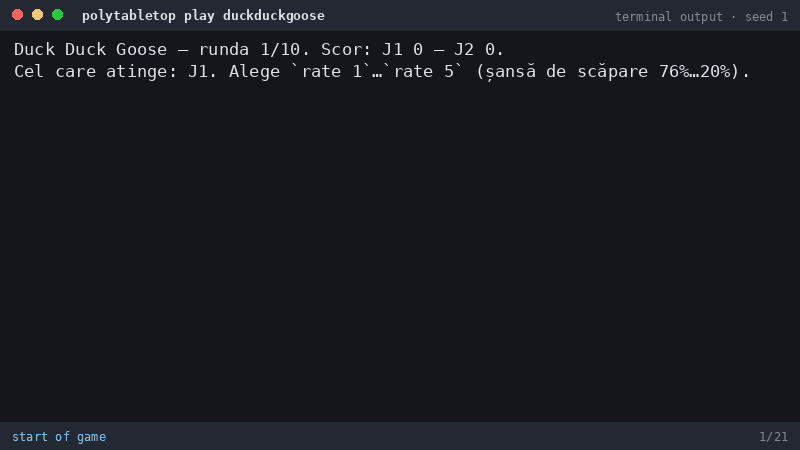 polytabletop play duckduckgoose
terminal output · seed 1
Duck Duck Goose — runda 1/10. Scor: J1 0 — J2 0.
Cel care atinge: J1. Alege `rate 1`…`rate 5` (șansă de scăpare 76%…20%).
start of game
1/21